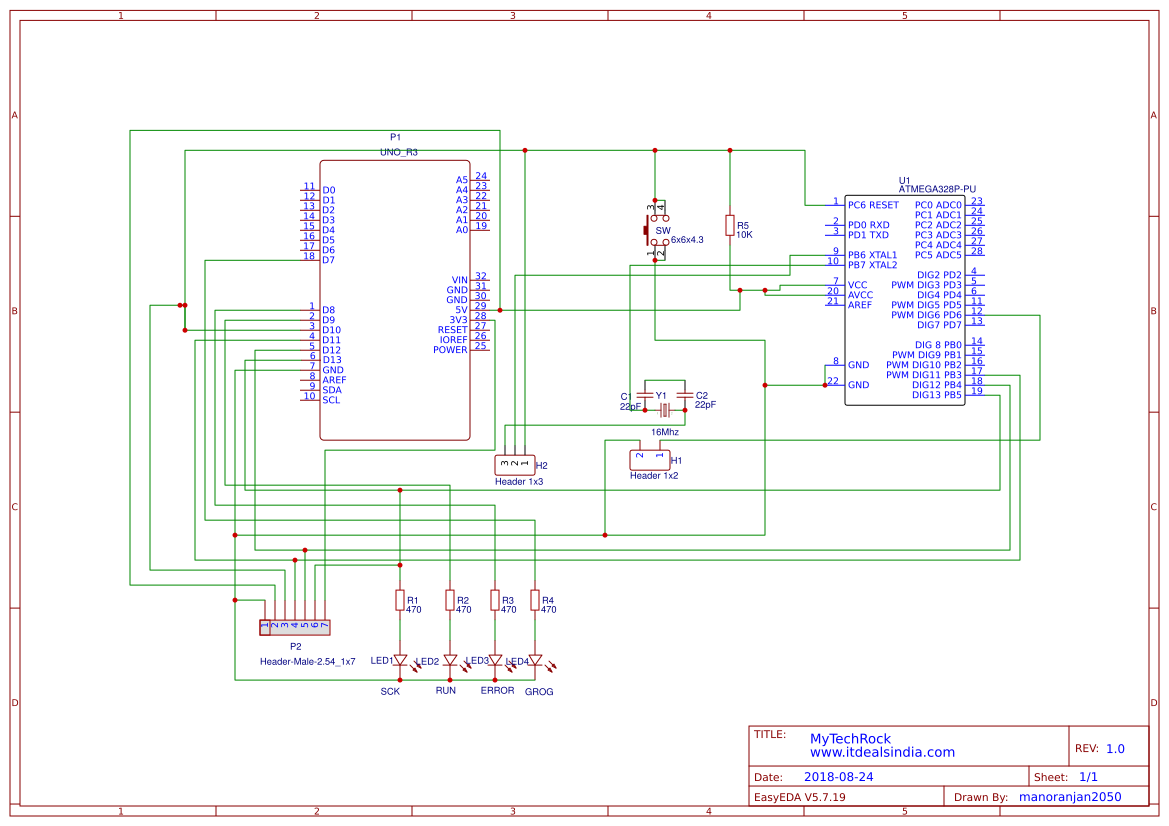 1 2 3 4 5
A A
B B
C C
D D
1 2 3 4 5
P1
UNO_R3
11 D0
12 D1
13 D2
14 D3
15 D4
16 D5
17 D6
18 D7
1 D8
2 D9
3 D10
4 D11
5 D12
6 D13
7 GND
8 AREF
9 SDA
10 SCL
A5 24
A4 23
A3 22
A2 21
A1 20
A0 19
VIN 32
GND 31
GND 30
5V 29
3V3 28
RESET 27
IOREF 26
POWER 25
3 4
SW
6x6x4.3
1 2
R5
10K
U1
ATMEGA328P-PU
1 PC6 RESET
2 PD0 RXD
3 PD1 TXD
9 PB6 XTAL1
10 PB7 XTAL2
7 VCC
20 AVCC
21 AREF
8 GND
22 GND
PC0 ADC0 23
PC1 ADC1 24
PC2 ADC2 25
PC3 ADC3 26
PC4 ADC4 27
PC5 ADC5 28
DIG2 PD2 4
PWM DIG3 PD3 5
DIG4 PD4 6
PWM DIG5 PD5 11
PWM DIG6 PD6 12
DIG7 PD7 13
DIG 8 PB0 14
PWM DIG9 PB1 15
PWM DIG10 PB2 16
PWM DIG11 PB3 17
DIG12 PB4 18
DIG13 PB5 19
C1
22pF
Y1
C2
22pF
16Mhz
3 2 1
H2
Header 1x3
2 1
H1
Header 1x2
R1
470
R2
470
R3
470
R4
470
1 2 3 4 5 6 7
P2
Header-Male-2.54_1x7
LED1
LED2
LED3
LED4
SCK
RUN
ERROR
GROG
TITLE:
MyTechRock
www.itdealsindia.com
REV: 1.0
Date: 2018-08-24
Sheet: 1/1
EasyEDA V5.7.19
Drawn By: manoranjan2050